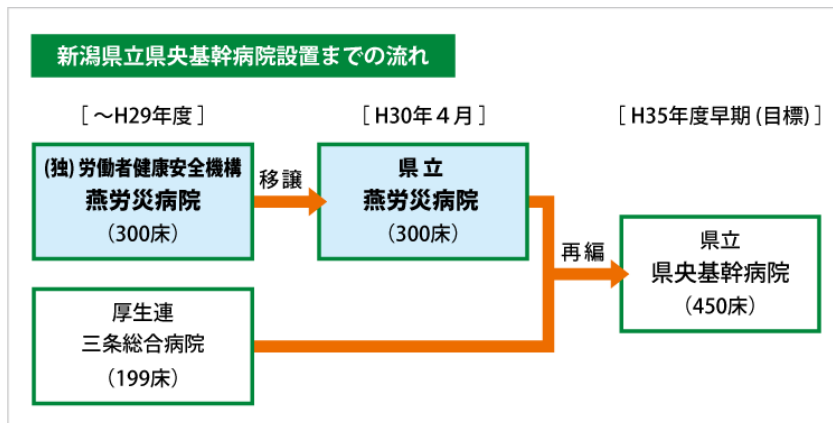 新潟県立県央基幹病院設置までの流れ
[ ～H29年度 ]
[ H30年4月 ]
[ H35年度早期 (目標) ]
(独) 労働者健康安全機構
燕労災病院
（300床）
移譲
県立
燕労災病院
（300床）
再編
県立
県央基幹病院
（450床）
厚生連
三条総合病院
（199床）